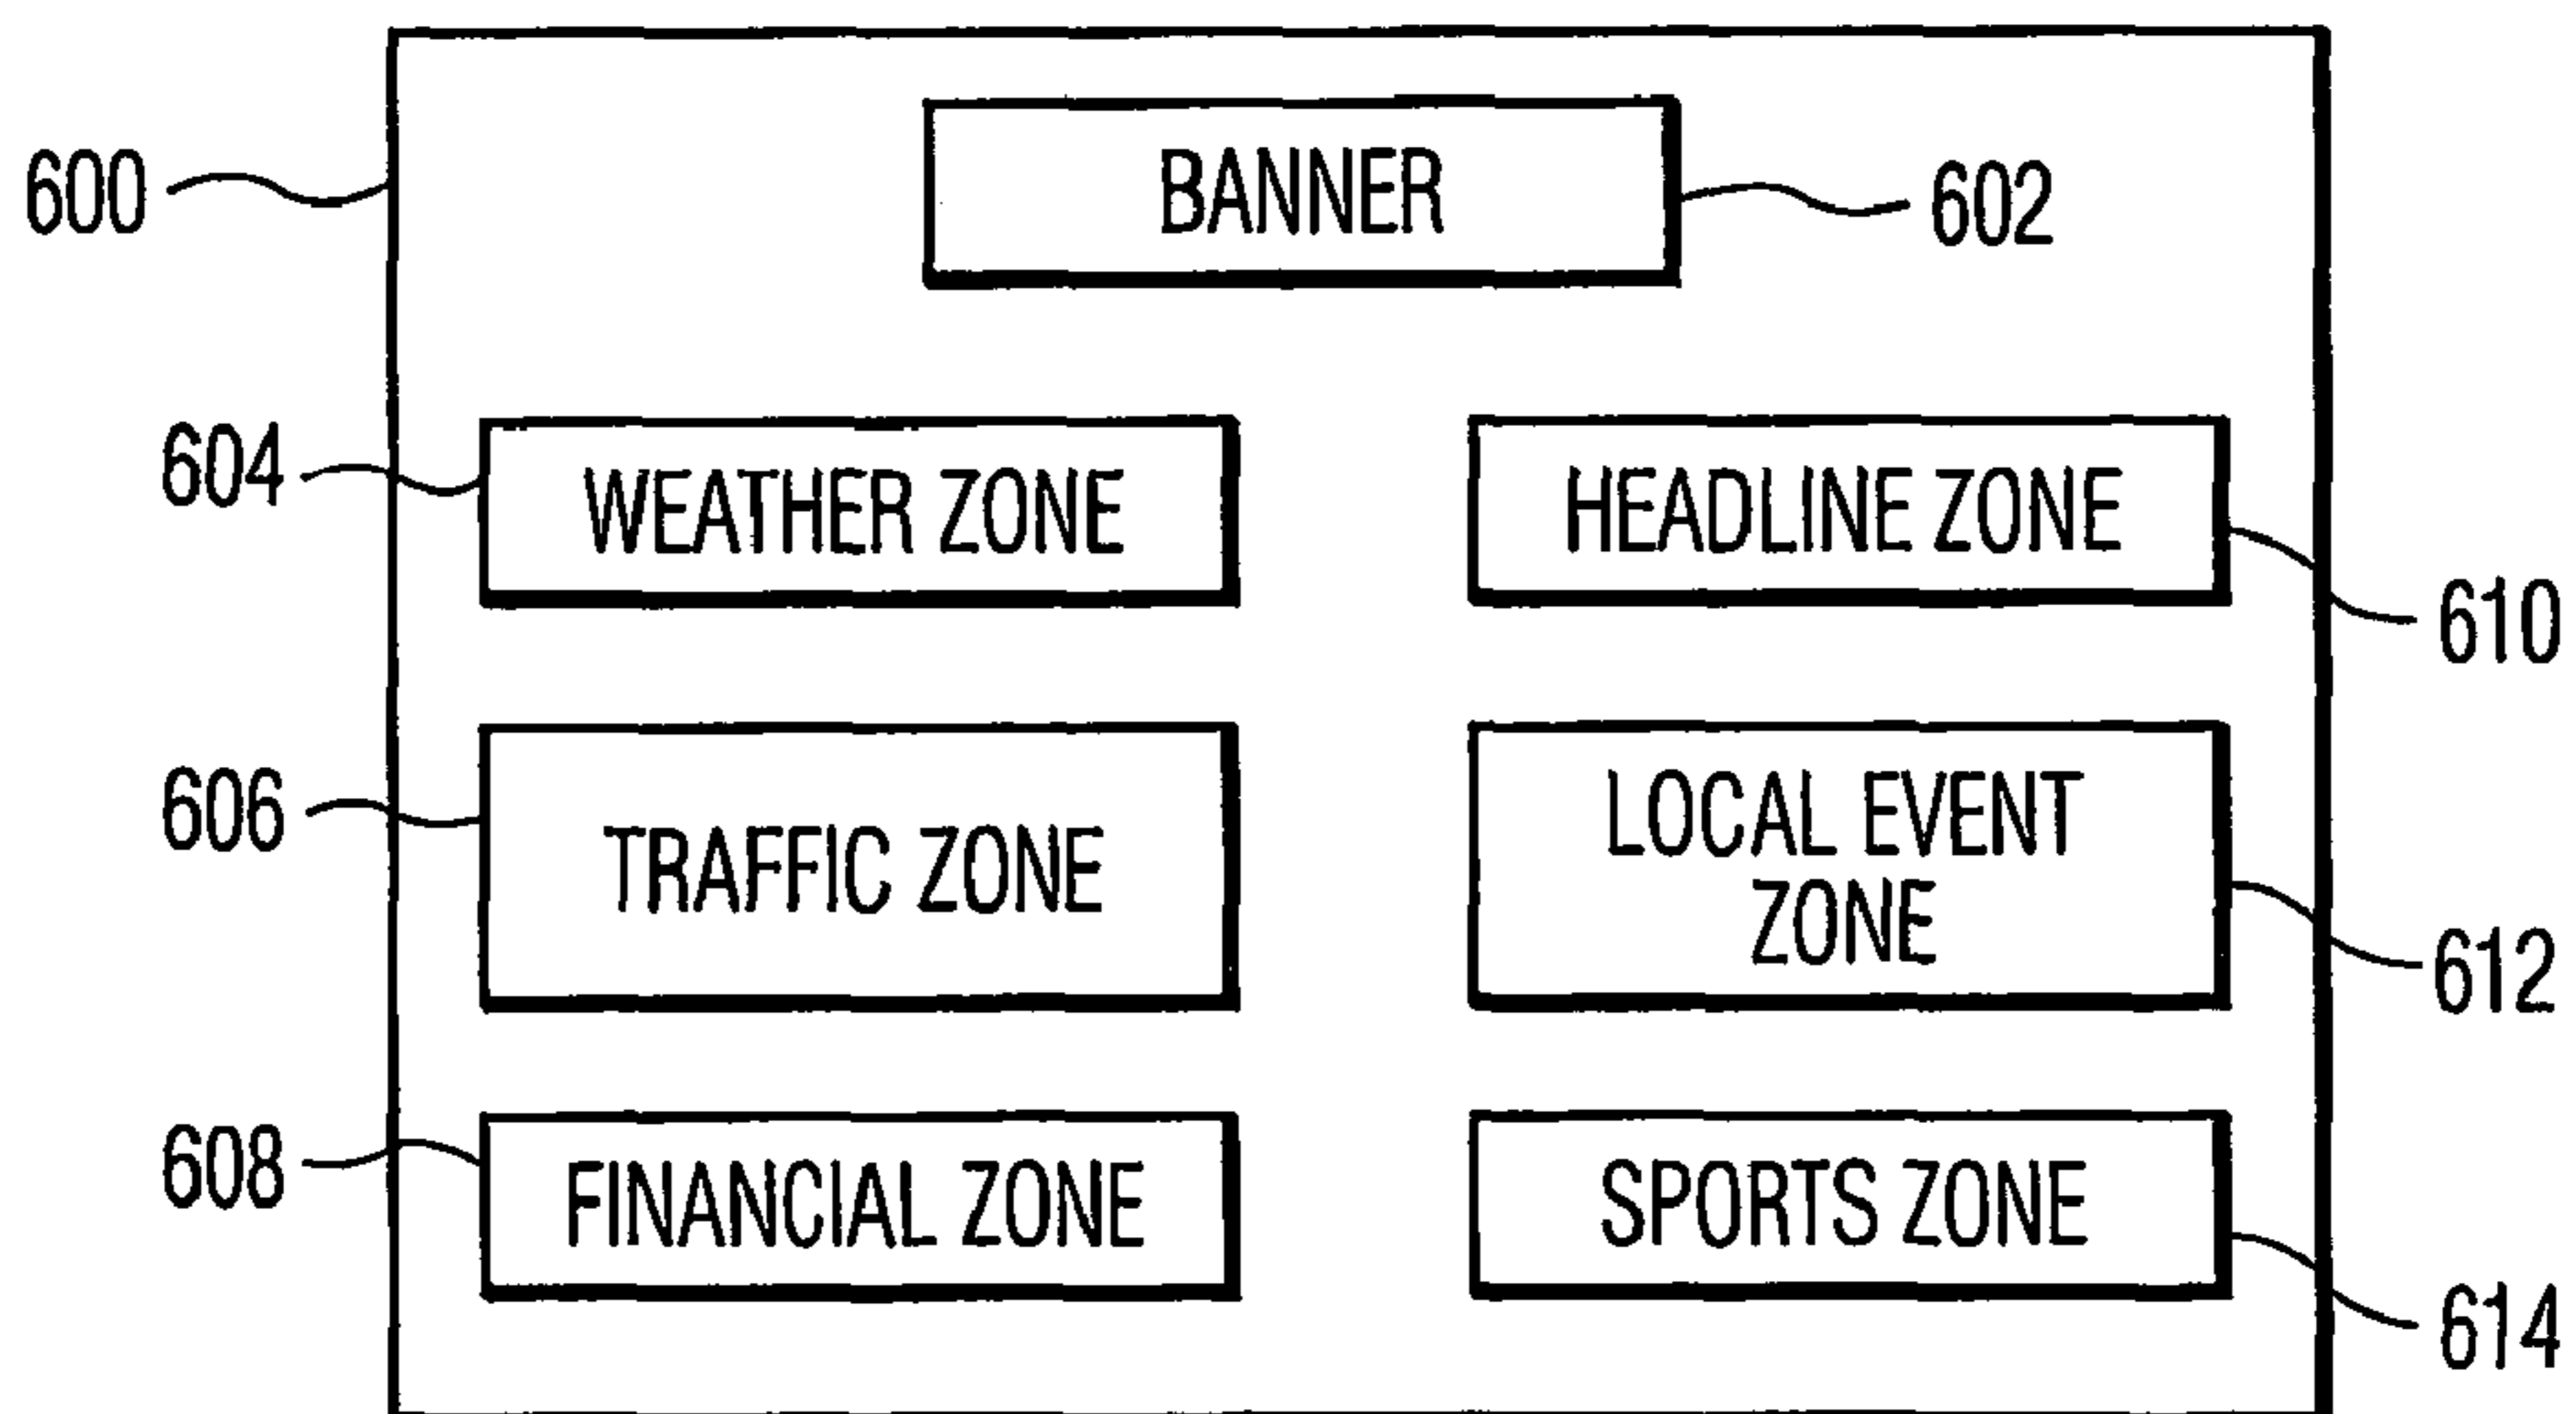 BANNER
600
602
604
WEATHER ZONE
HEADLINE ZONE
610
606
TRAFFIC ZONE
LOCAL EVENT
ZONE
612
608
FINANCIAL ZONE
SPORTS ZONE
614